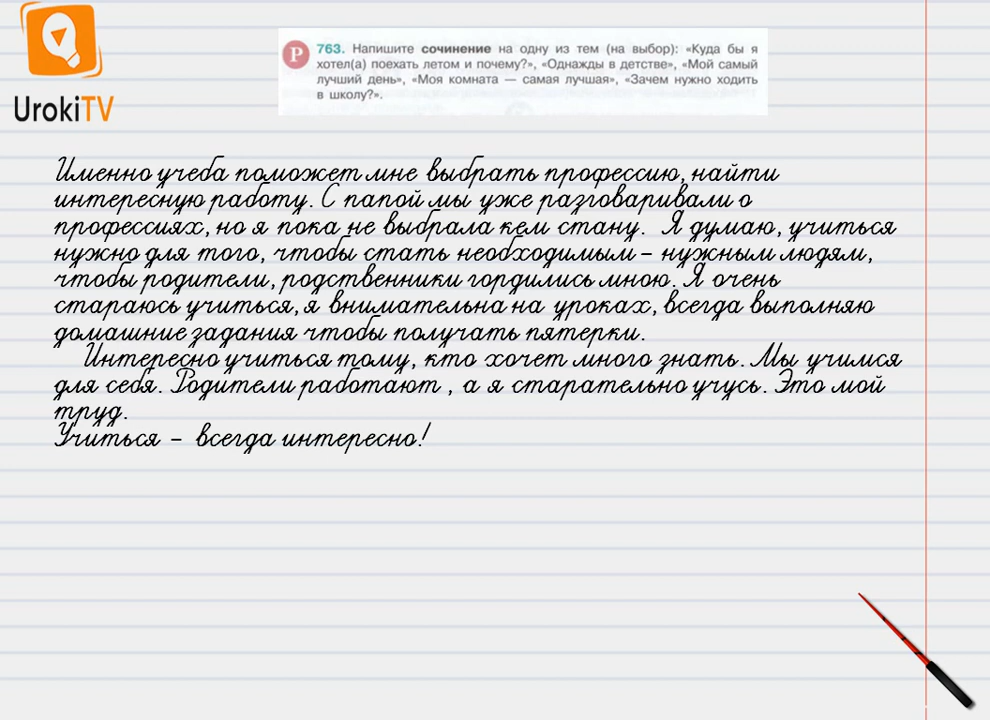 UrokiTV
Р 763. Напишите сочинение на одну из тем (на выбор): «Куда бы я
хотел(а) поехать летом и почему?», «Однажды в детстве», «Мой самый
лучший день», «Моя комната — самая лучшая», «Зачем нужно ходить
в школу?».
Именно учеба поможет мне выбрать профессию, найти
интересную работу. С папой мы уже разговаривали о
профессиях, но я пока не выбрала кем стану. Я думаю, учиться
нужно для того, чтобы стать необходимым – нужным людям,
чтобы родители, родственники гордились мною. Я очень
стараюсь учиться, я внимательна на уроках, всегда выполняю
домашние задания чтобы получать пятерки.
Интересно учиться тому, кто хочет много знать. Мы учимся
для себя. Родители работают , а я старательно учусь. Это мой
труд.
Учиться – всегда интересно!